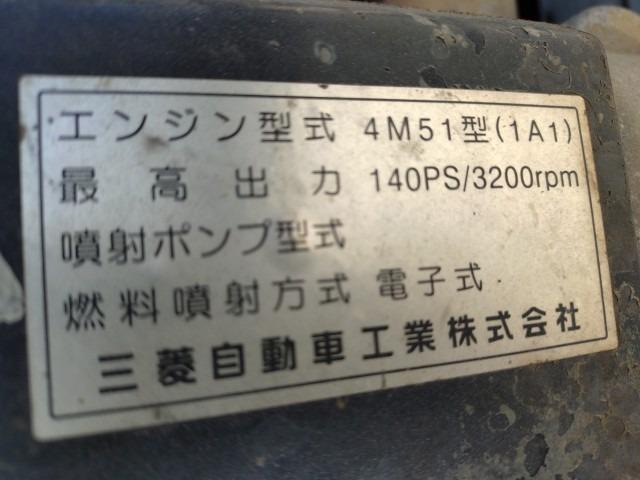 エンジン型式 4M51型(1A1)
最高出力 140PS/3200rpm
噴射ポンプ型式
燃料噴射方式 電子式
三菱自動車工業株式会社